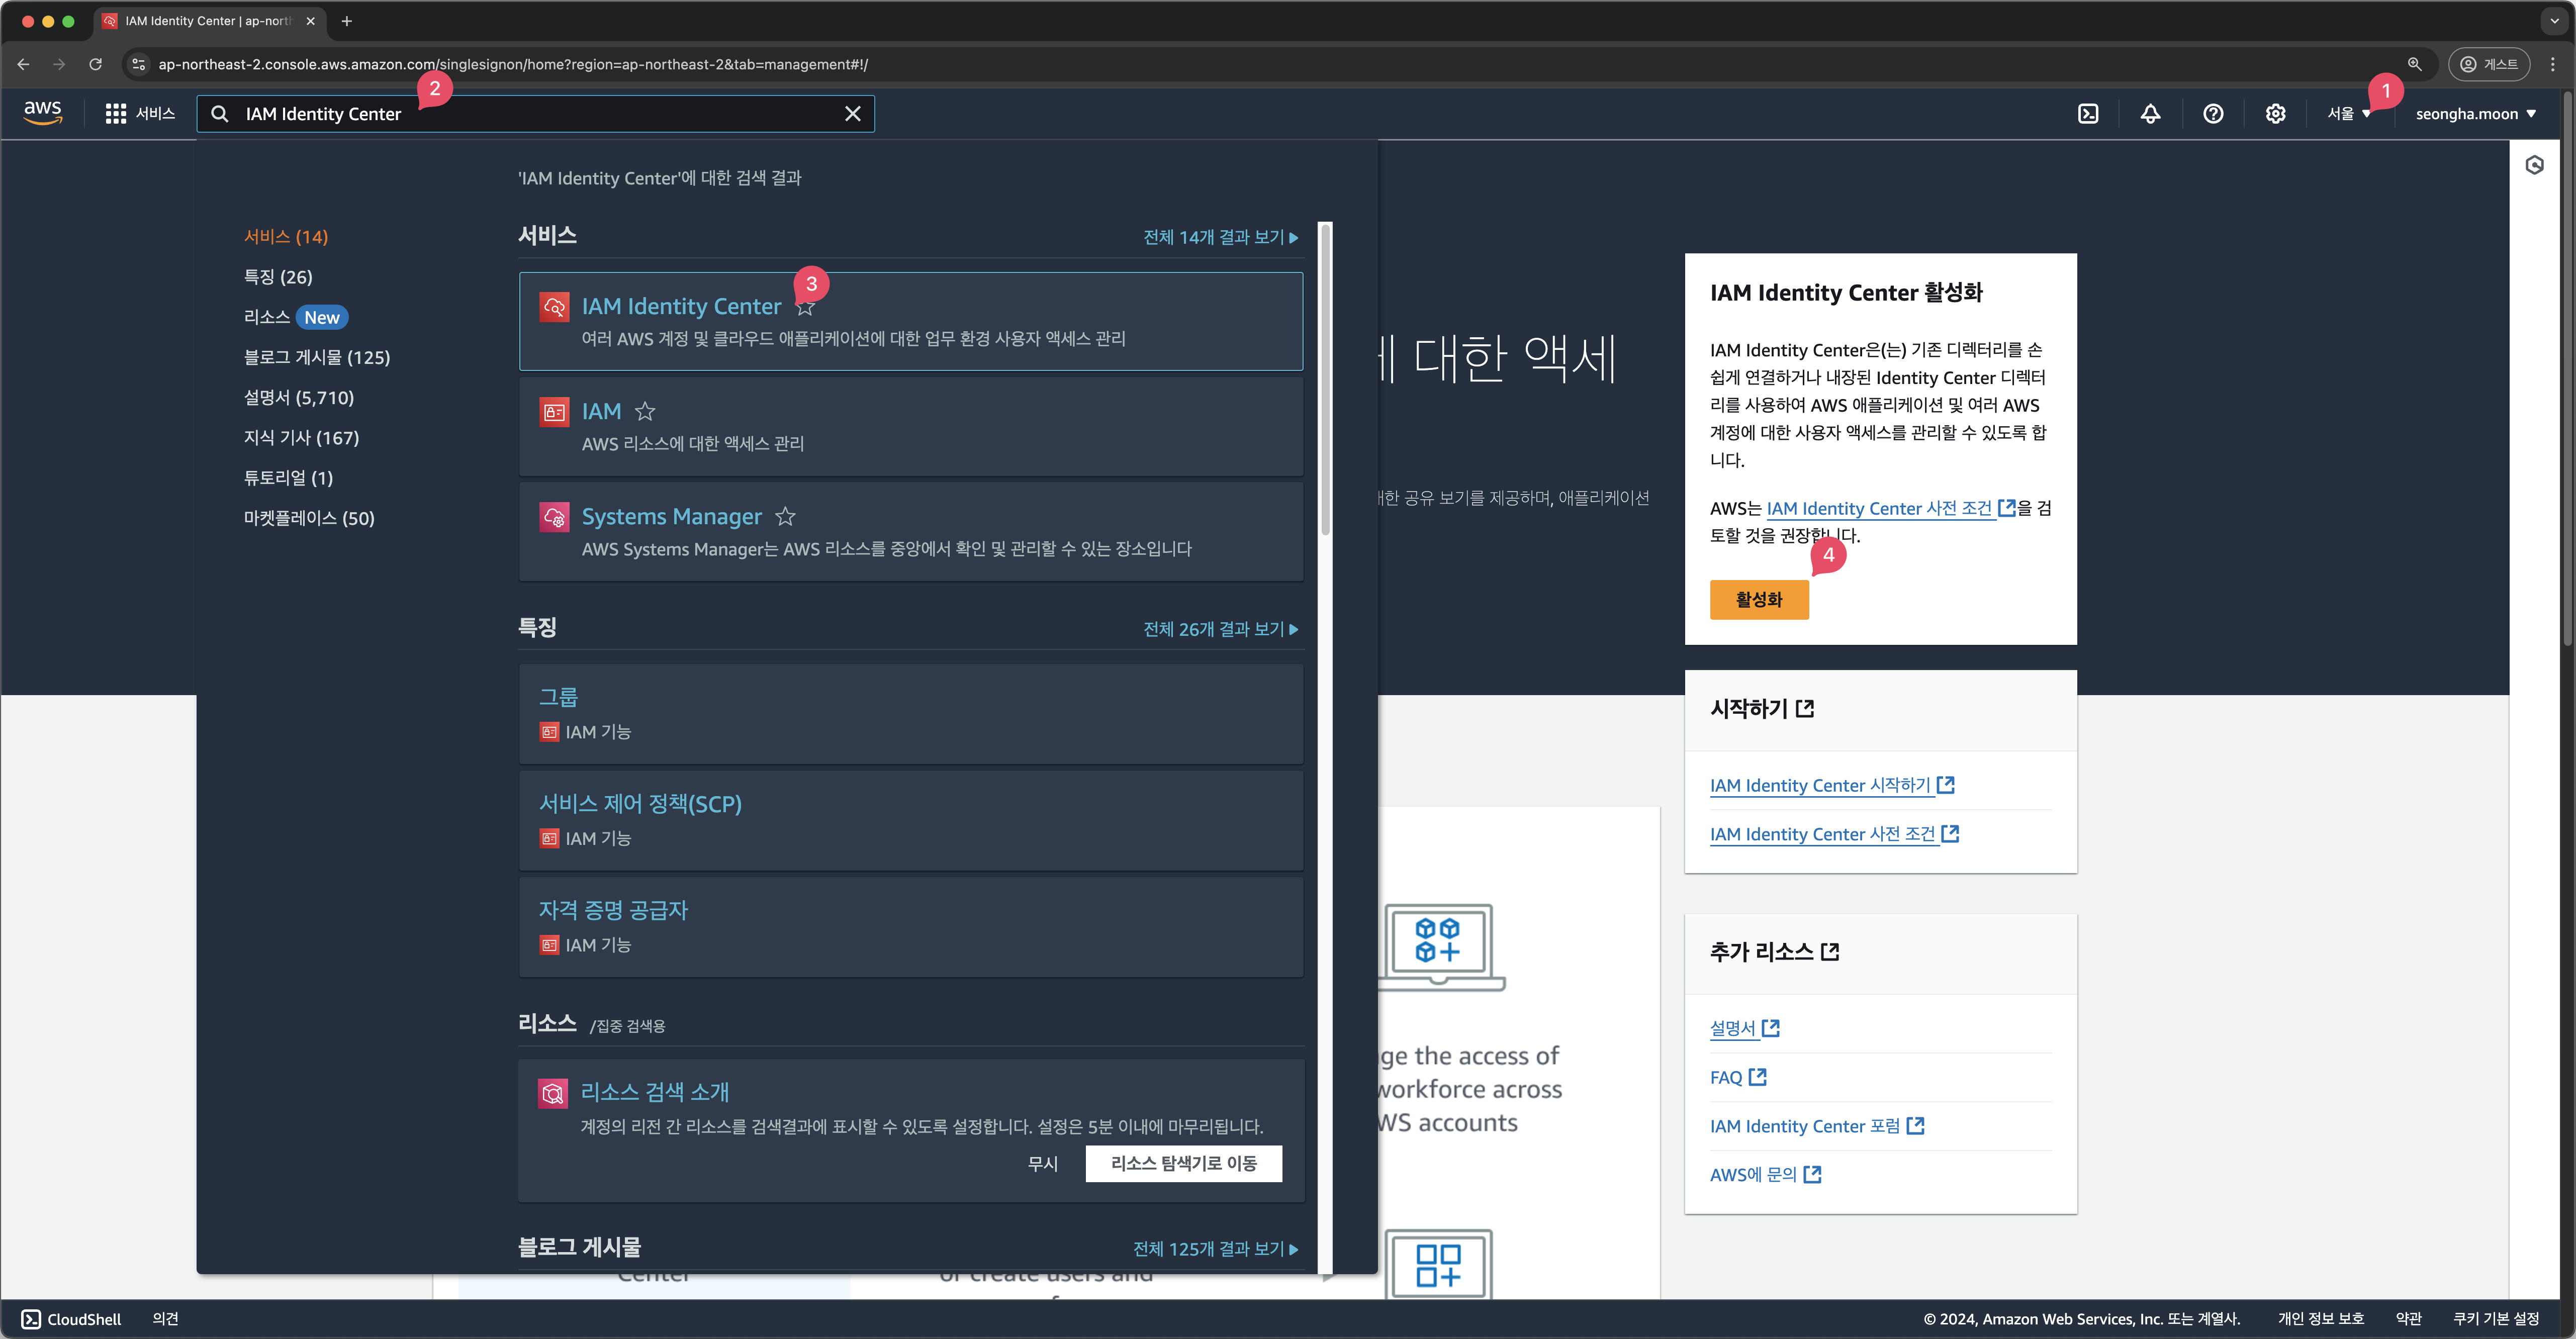 IAM Identity Center | ap-north
ap-northeast-2.console.aws.amazon.com/singlesignon/home?region=ap-northeast-2&tab=management#!/
게스트
aws
서비스
IAM Identity Center
2
1
서울
seongha.moon
'IAM Identity Center'에 대한 검색 결과
서비스 (14)
특징 (26)
리소스 New
블로그 게시물 (125)
설명서 (5,710)
지식 기사 (167)
튜토리얼 (1)
마켓플레이스 (50)
서비스
전체 14개 결과 보기
3
IAM Identity Center
여러 AWS 계정 및 클라우드 애플리케이션에 대한 업무 환경 사용자 액세스 관리
IAM
AWS 리소스에 대한 액세스 관리
Systems Manager
AWS Systems Manager는 AWS 리소스를 중앙에서 확인 및 관리할 수 있는 장소입니다
특징
전체 26개 결과 보기
그룹
IAM 기능
서비스 제어 정책(SCP)
IAM 기능
자격 증명 공급자
IAM 기능
리소스 /집중 검색용
리소스 검색 소개
계정의 리전 간 리소스를 검색결과에 표시할 수 있도록 설정합니다. 설정은 5분 이내에 마무리됩니다.
무시
리소스 탐색기로 이동
블로그 게시물
전체 125개 결과 보기
대한 액세
대한 공유 보기를 제공하며, 애플리케이션
ge the access of
workforce across
WS accounts
Center
or create users and
IAM Identity Center 활성화
IAM Identity Center은(는) 기존 디렉터리를 손
쉽게 연결하거나 내장된 Identity Center 디렉터
리를 사용하여 AWS 애플리케이션 및 여러 AWS
계정에 대한 사용자 액세스를 관리할 수 있도록 합
니다.
AWS는 IAM Identity Center 사전 조건을 검
토할 것을 권장합니다.
4
활성화
시작하기
IAM Identity Center 시작하기
IAM Identity Center 사전 조건
추가 리소스
설명서
FAQ
IAM Identity Center 포럼
AWS에 문의
CloudShell
의견
© 2024, Amazon Web Services, Inc. 또는 계열사.
개인 정보 보호
약관
쿠키 기본 설정